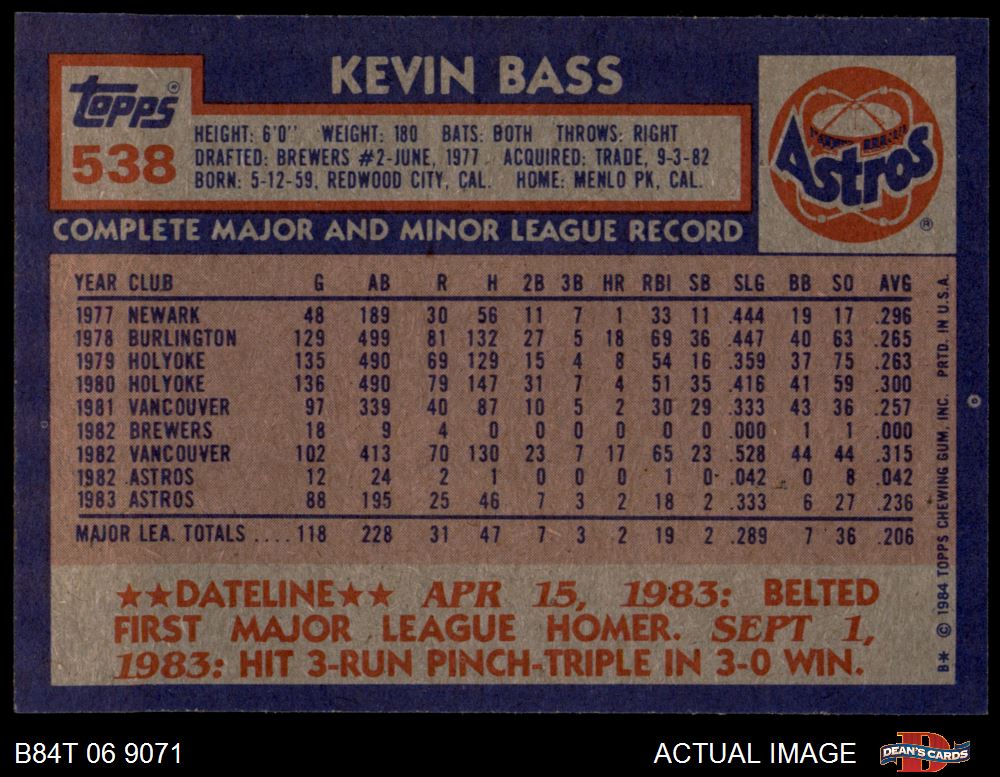 KEVIN BASS
topps®
538
HEIGHT: 6'0" WEIGHT: 180 BATS: BOTH THROWS: RIGHT
DRAFTED: BREWERS #2-JUNE, 1977 ACQUIRED: TRADE, 9-3-82
BORN: 5-12-59, REDWOOD CITY, CAL. HOME: MENLO PK, CAL.
Astros
®
COMPLETE MAJOR AND MINOR LEAGUE RECORD
YEAR CLUB G AB R H 2B 3B HR RBI SB SLG BB SO AVG
1977 NEWARK 48 189 30 56 11 7 1 33 11 .444 19 17 .296
1978 BURLINGTON 129 499 81 132 27 5 18 69 36 .447 40 63 .265
1979 HOLYOKE 135 490 69 129 15 4 8 54 16 .359 37 75 .263
1980 HOLYOKE 136 490 79 147 31 7 4 51 35 .416 41 59 .300
1981 VANCOUVER 97 339 40 87 10 5 2 30 29 .333 43 36 .257
1982 BREWERS 18 9 4 0 0 0 0 0 0 .000 1 1 .000
1982 VANCOUVER 102 413 70 130 23 7 17 65 23 .528 44 44 .315
1982 ASTROS 12 24 2 1 0 0 0 1 0 .042 0 8 .042
1983 ASTROS 88 195 25 46 7 3 2 18 2 .333 6 27 .236
MAJOR LEA. TOTALS ....118 228 31 47 7 3 2 19 2 .289 7 36 .206
★★DATELINE★★ APR 15, 1983: BELTED
FIRST MAJOR LEAGUE HOMER. SEPT 1,
1983: HIT 3-RUN PINCH-TRIPLE IN 3-0 WIN.
B* © 1984 TOPPS CHEWING GUM, INC. PRTD. IN U.S.A.
B84T 06 9071
ACTUAL IMAGE
DEAN'S CARDS